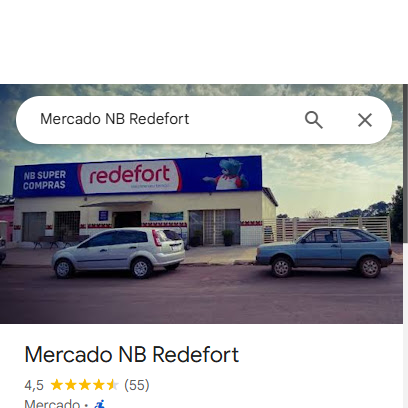 Mercado NB Redefort
NB SUPER
COMPRAS
redefort
Mercado NB Redefort
4,5 (55)
Mercado ·